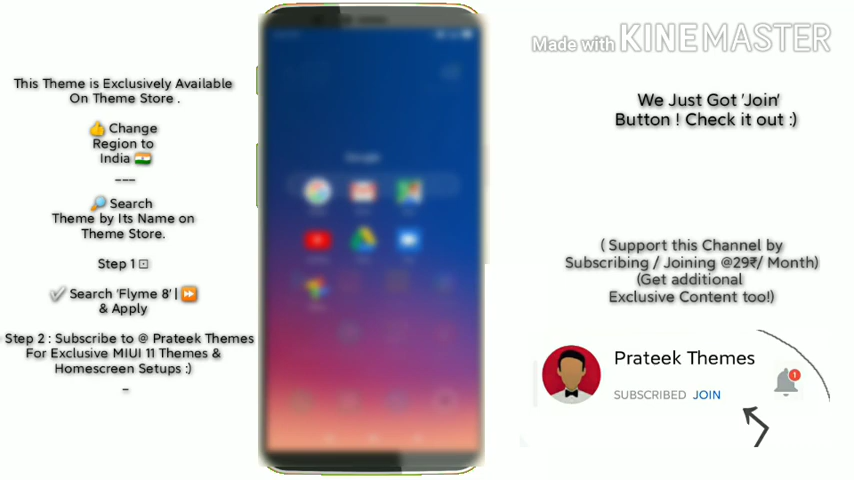 Made with KINEMASTER
This Theme is Exclusively Available
On Theme Store .
👍 Change
Region to
India 🇮🇳
---
🔎 Search
Theme by Its Name on
Theme Store.
Step 1 ⊡
✔ Search 'Flyme 8' | ⏩
& Apply
Step 2 : Subscribe to @ Prateek Themes
For Exclusive MIUI 11 Themes &
Homescreen Setups :)
-
Google
We Just Got 'Join'
Button ! Check it out :)
( Support this Channel by
Subscribing / Joining @29₹/ Month)
(Get additional
Exclusive Content too!)
Prateek Themes
SUBSCRIBED JOIN
1